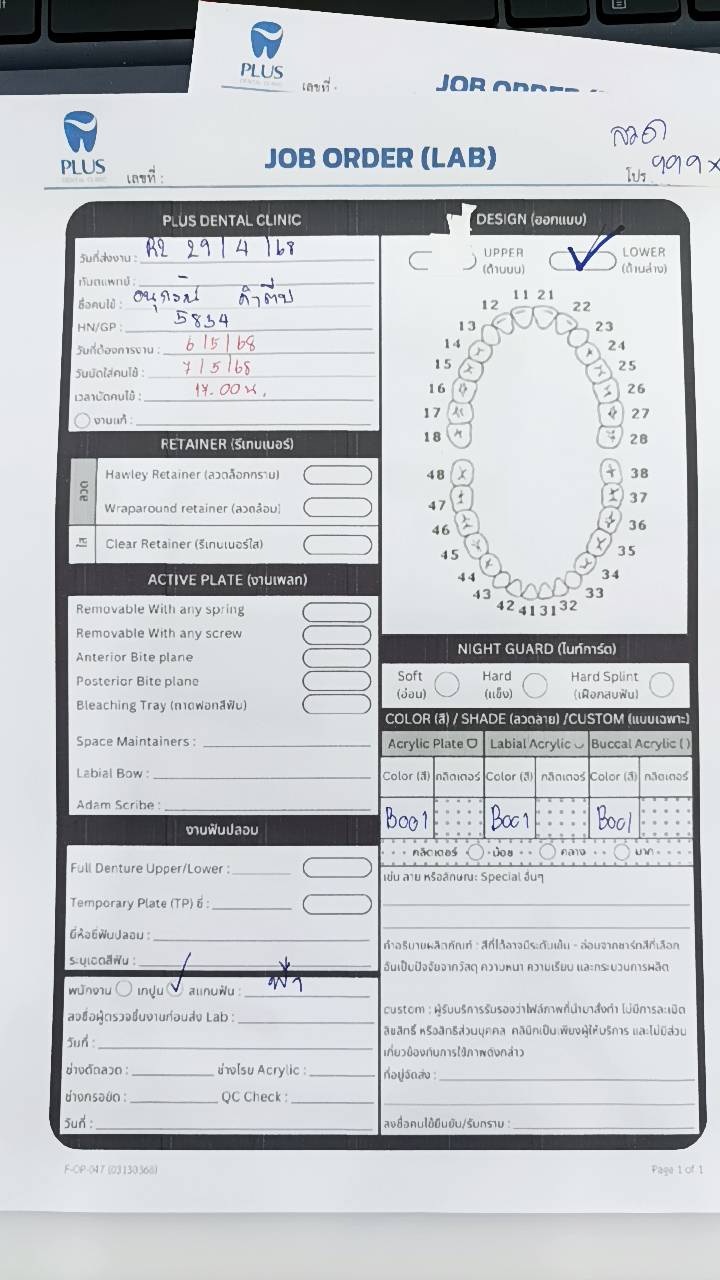 PLUS
DENTAL CLINIC
เลขที่ :
JOB ORDER
PLUS
DENTAL CLINIC
เลขที่ :
JOB ORDER (LAB)
ลวด
โปร 999 x
PLUS DENTAL CLINIC
วันที่ส่งงาน : R2 29 / 4 / 68
ทันตแพทย์ :
ชื่อคนไข้ :
HN/GP : 5834
วันที่ต้องการงาน : 6 / 5 / 68
วันนัดใส่คนไข้ : 7 / 5 / 68
เวลานัดคนไข้ : 17.00 น.
งานแก้ :
RETAINER (รีเทนเนอร์)
ลวด
Hawley Retainer (ลวดล็อกกราม)
Wraparound retainer (ลวดล้อม)
ใส
Clear Retainer (รีเทนเนอร์ใส)
ACTIVE PLATE (งานเพลท)
Removable With any spring
Removable With any screw
Anterior Bite plane
Posterior Bite plane
Bleaching Tray (ถาดฟอกสีฟัน)
Space Maintainers :
Labial Bow :
Adam Scribe :
งานฟันปลอม
Full Denture Upper/Lower :
Temporary Plate (TP) ซี่ :
ยี่ห้อซี่ฟันปลอม :
ระบุเฉดสีฟัน :
พนักงาน เทปูน สแกนฟัน : ฟ้า
ลงชื่อผู้ตรวจชิ้นงานก่อนส่ง Lab :
วันที่ :
ช่างดัดลวด : ช่างโรย Acrylic :
ช่างกรอขัด : QC Check :
วันที่ :
DESIGN (ออกแบบ)
UPPER
(ด้านบน)
LOWER
(ด้านล่าง)
11 21
12 22
13 23
14 24
15 25
16 26
17 27
18 28
48 38
47 37
46 36
45 35
44 34
43 33
42 41 31 32
NIGHT GUARD (ไนท์การ์ด)
Soft
(อ่อน)
Hard
(แข็ง)
Hard Splint
(เฝือกสบฟัน)
COLOR (สี) / SHADE (ลวดลาย) /CUSTOM (แบบเฉพาะ)
Acrylic Plate Labial Acrylic Buccal Acrylic ( )
Color (สี) กลิตเตอร์ Color (สี) กลิตเตอร์ Color (สี) กลิตเตอร์
B001 B001 B001
กลิตเตอร์ น้อย กลาง มาก
เช่น ลาย หรือลักษณะ Special อื่นๆ
คำอธิบายผลิตภัณฑ์ : สีที่ได้อาจมีระดับเข้ม - อ่อนจากชาร์ทสีที่เลือก
อันเป็นปัจจัยจากวัสดุ ความหนา ความเรียบ และกระบวนการผลิต
custom : ผู้รับบริการรับรองว่าไฟล์ภาพที่นำมาสั่งทำ ไม่มีการละเมิด
ลิขสิทธิ์ หรือสิทธิส่วนบุคคล คลินิกเป็นเพียงผู้ให้บริการ และไม่มีส่วน
เกี่ยวข้องกับการใช้ภาพดังกล่าว
ที่อยู่จัดส่ง :
ลงชื่อคนไข้ยืนยัน/รับทราบ :
F-OP-047 (03130368)
Page 1 of 1